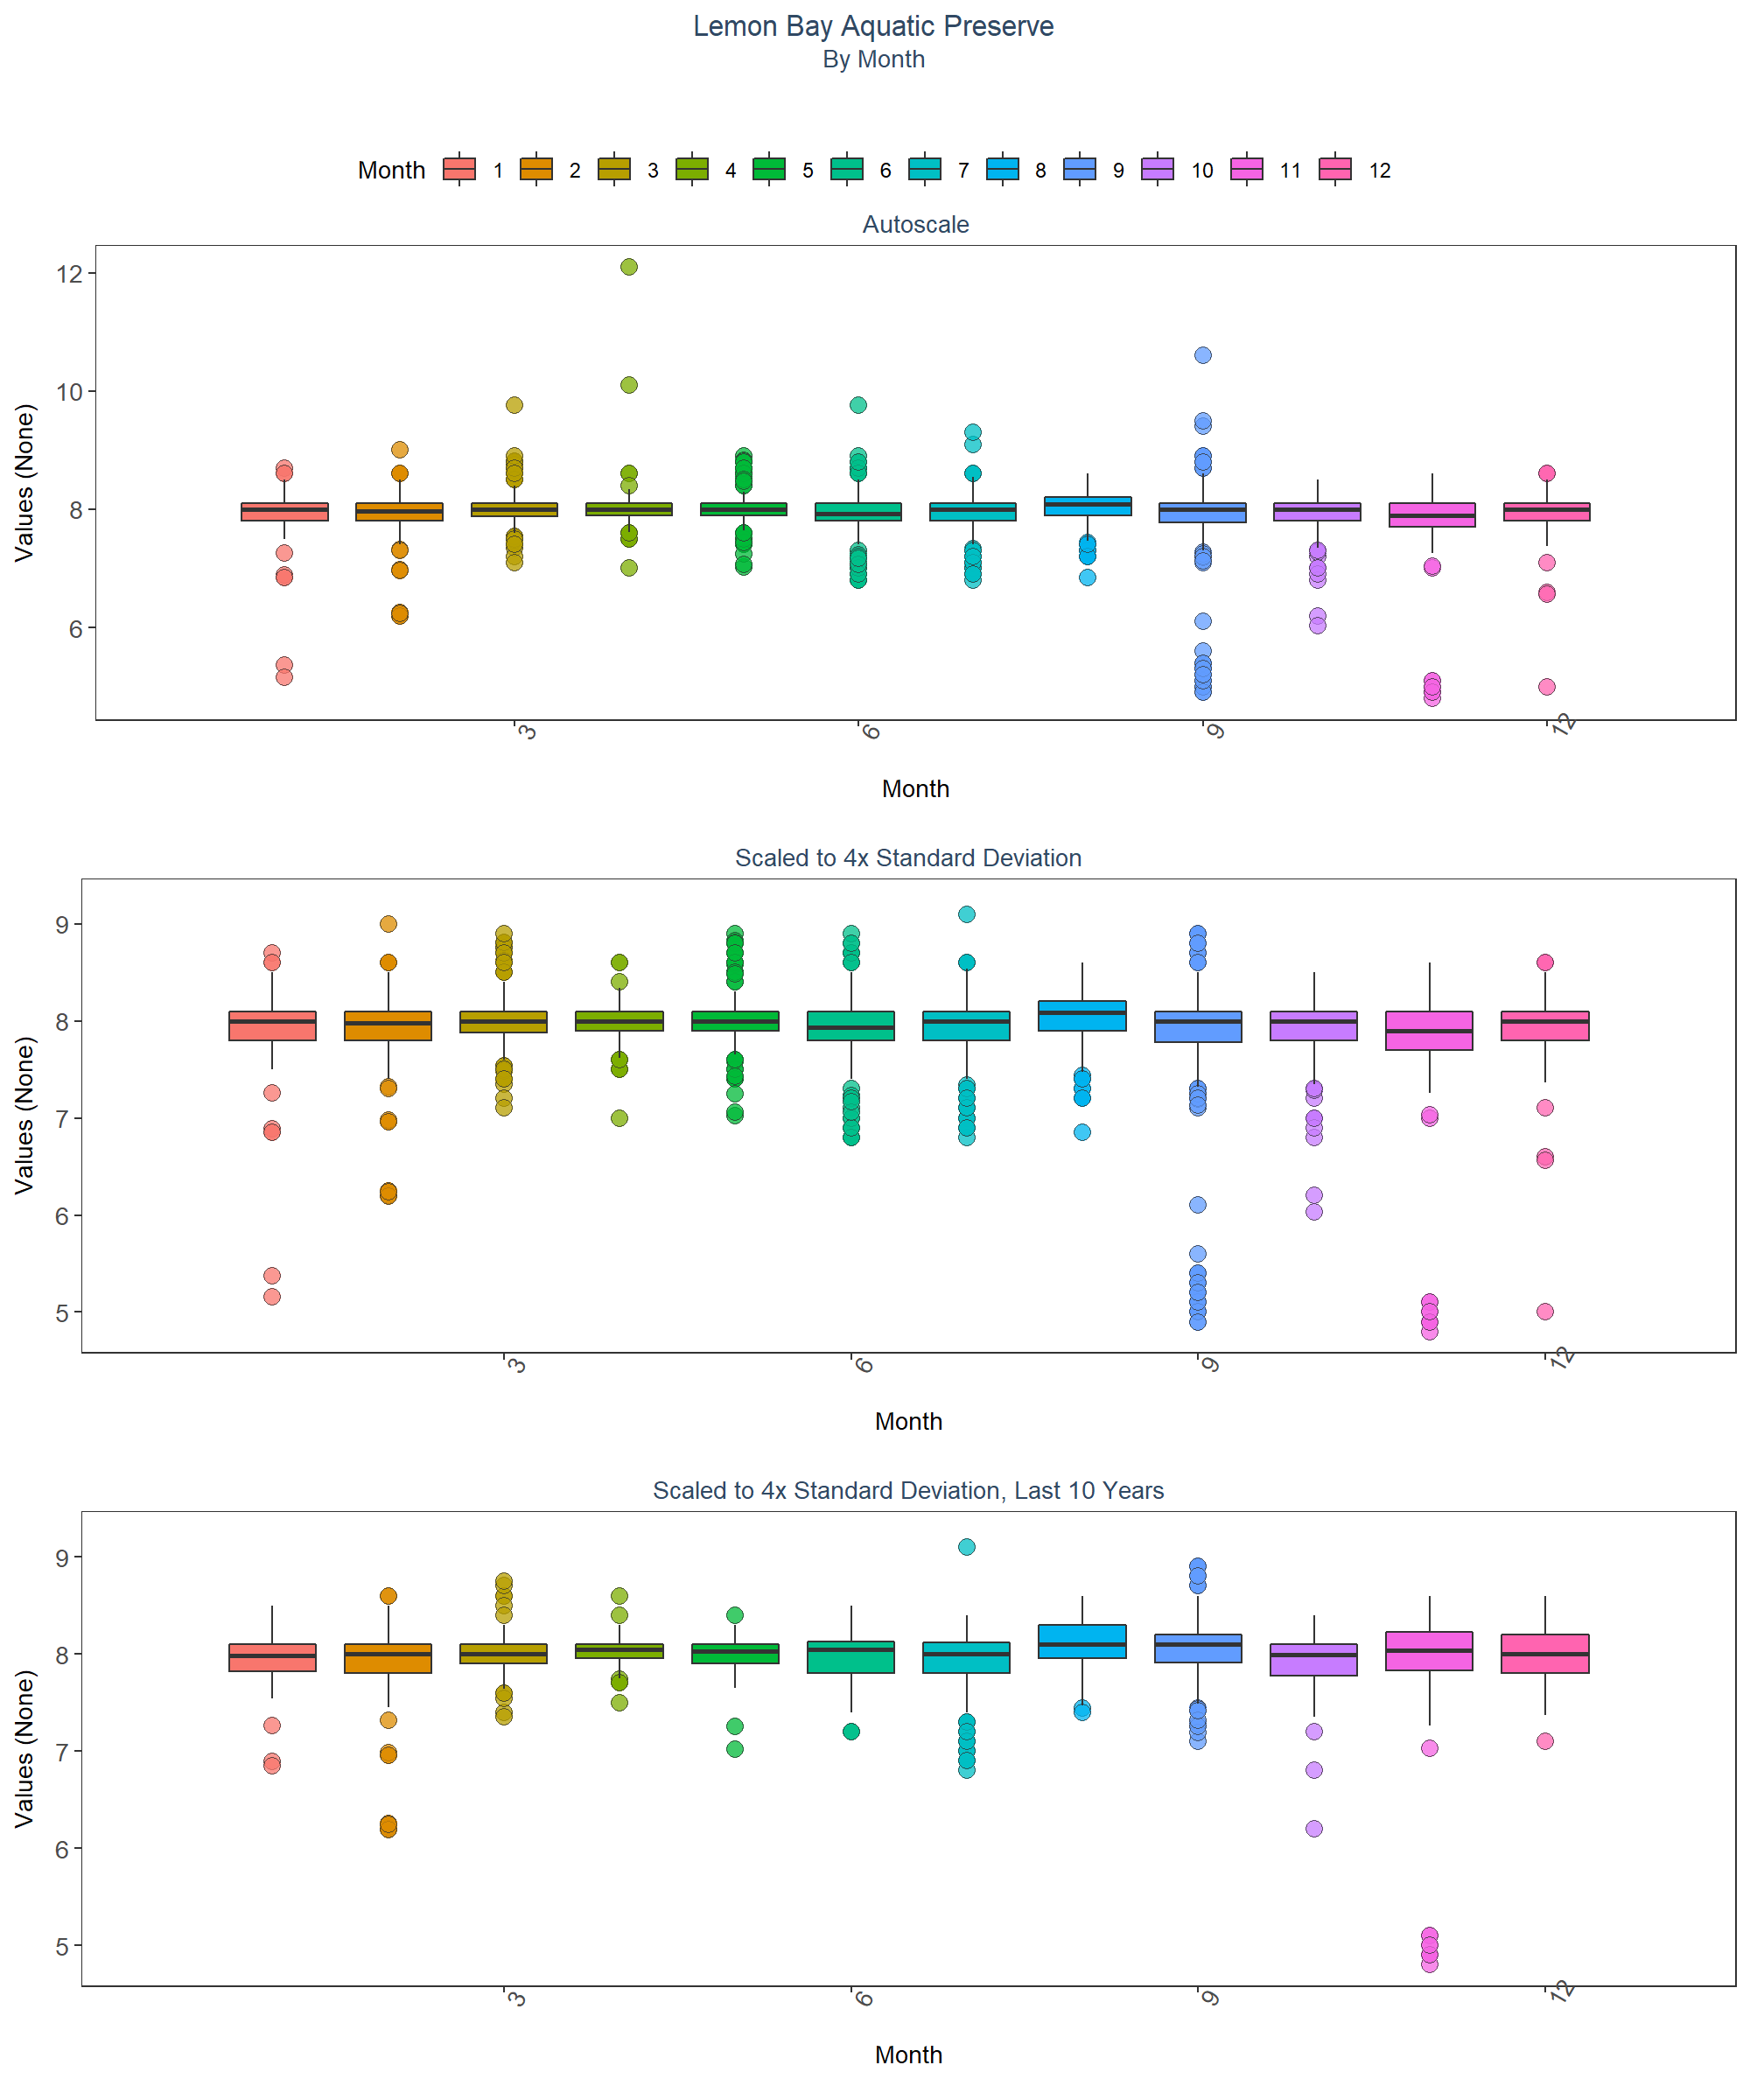 Lemon Bay Aquatic Preserve
By Month
Month 1 2 3 4 5 6 7 8 9 10 11 12
Autoscale
12
10
8
6
Values (None)
3 6 9 12
Month
Scaled to 4x Standard Deviation
9
8
7
6
5
Values (None)
3 6 9 12
Month
Scaled to 4x Standard Deviation, Last 10 Years
9
8
7
6
5
Values (None)
3 6 9 12
Month